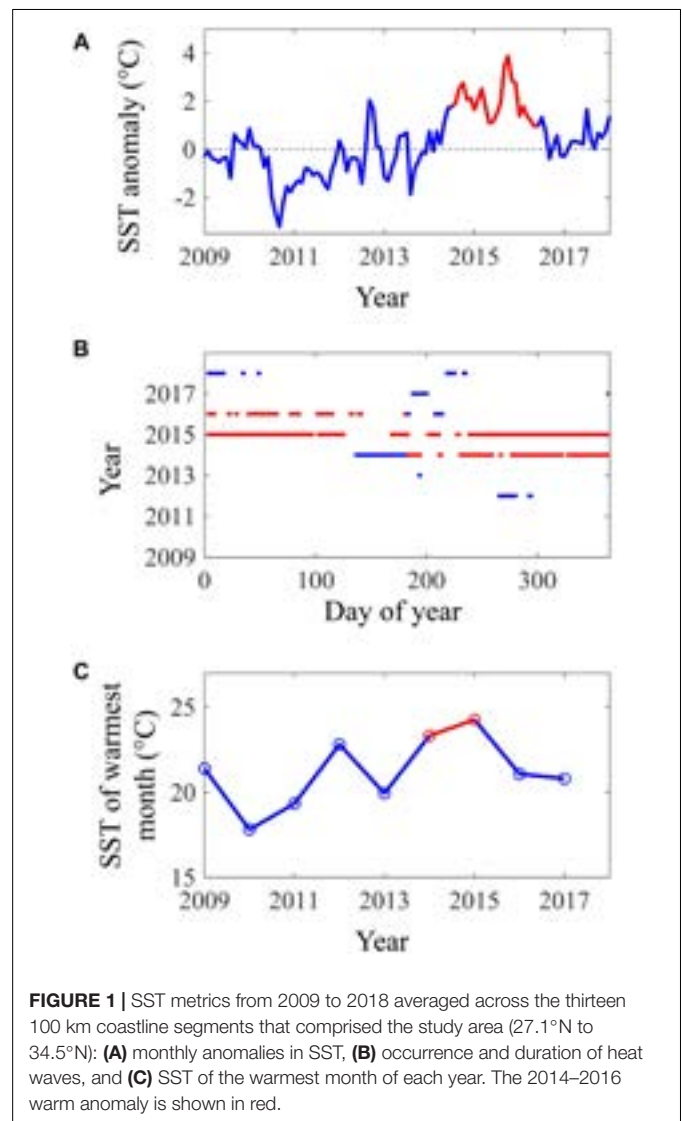 A
SST anomaly (°C)
4
2
0
-2
2009 2011 2013 2015 2017
Year
B
Year
2017
2015
2013
2011
2009
0 100 200 300
Day of year
C
SST of warmest
month (°C)
25
20
15
2009 2011 2013 2015 2017
Year
FIGURE 1 | SST metrics from 2009 to 2018 averaged across the thirteen
100 km coastline segments that comprised the study area (27.1°N to
34.5°N): (A) monthly anomalies in SST, (B) occurrence and duration of heat
waves, and (C) SST of the warmest month of each year. The 2014–2016
warm anomaly is shown in red.